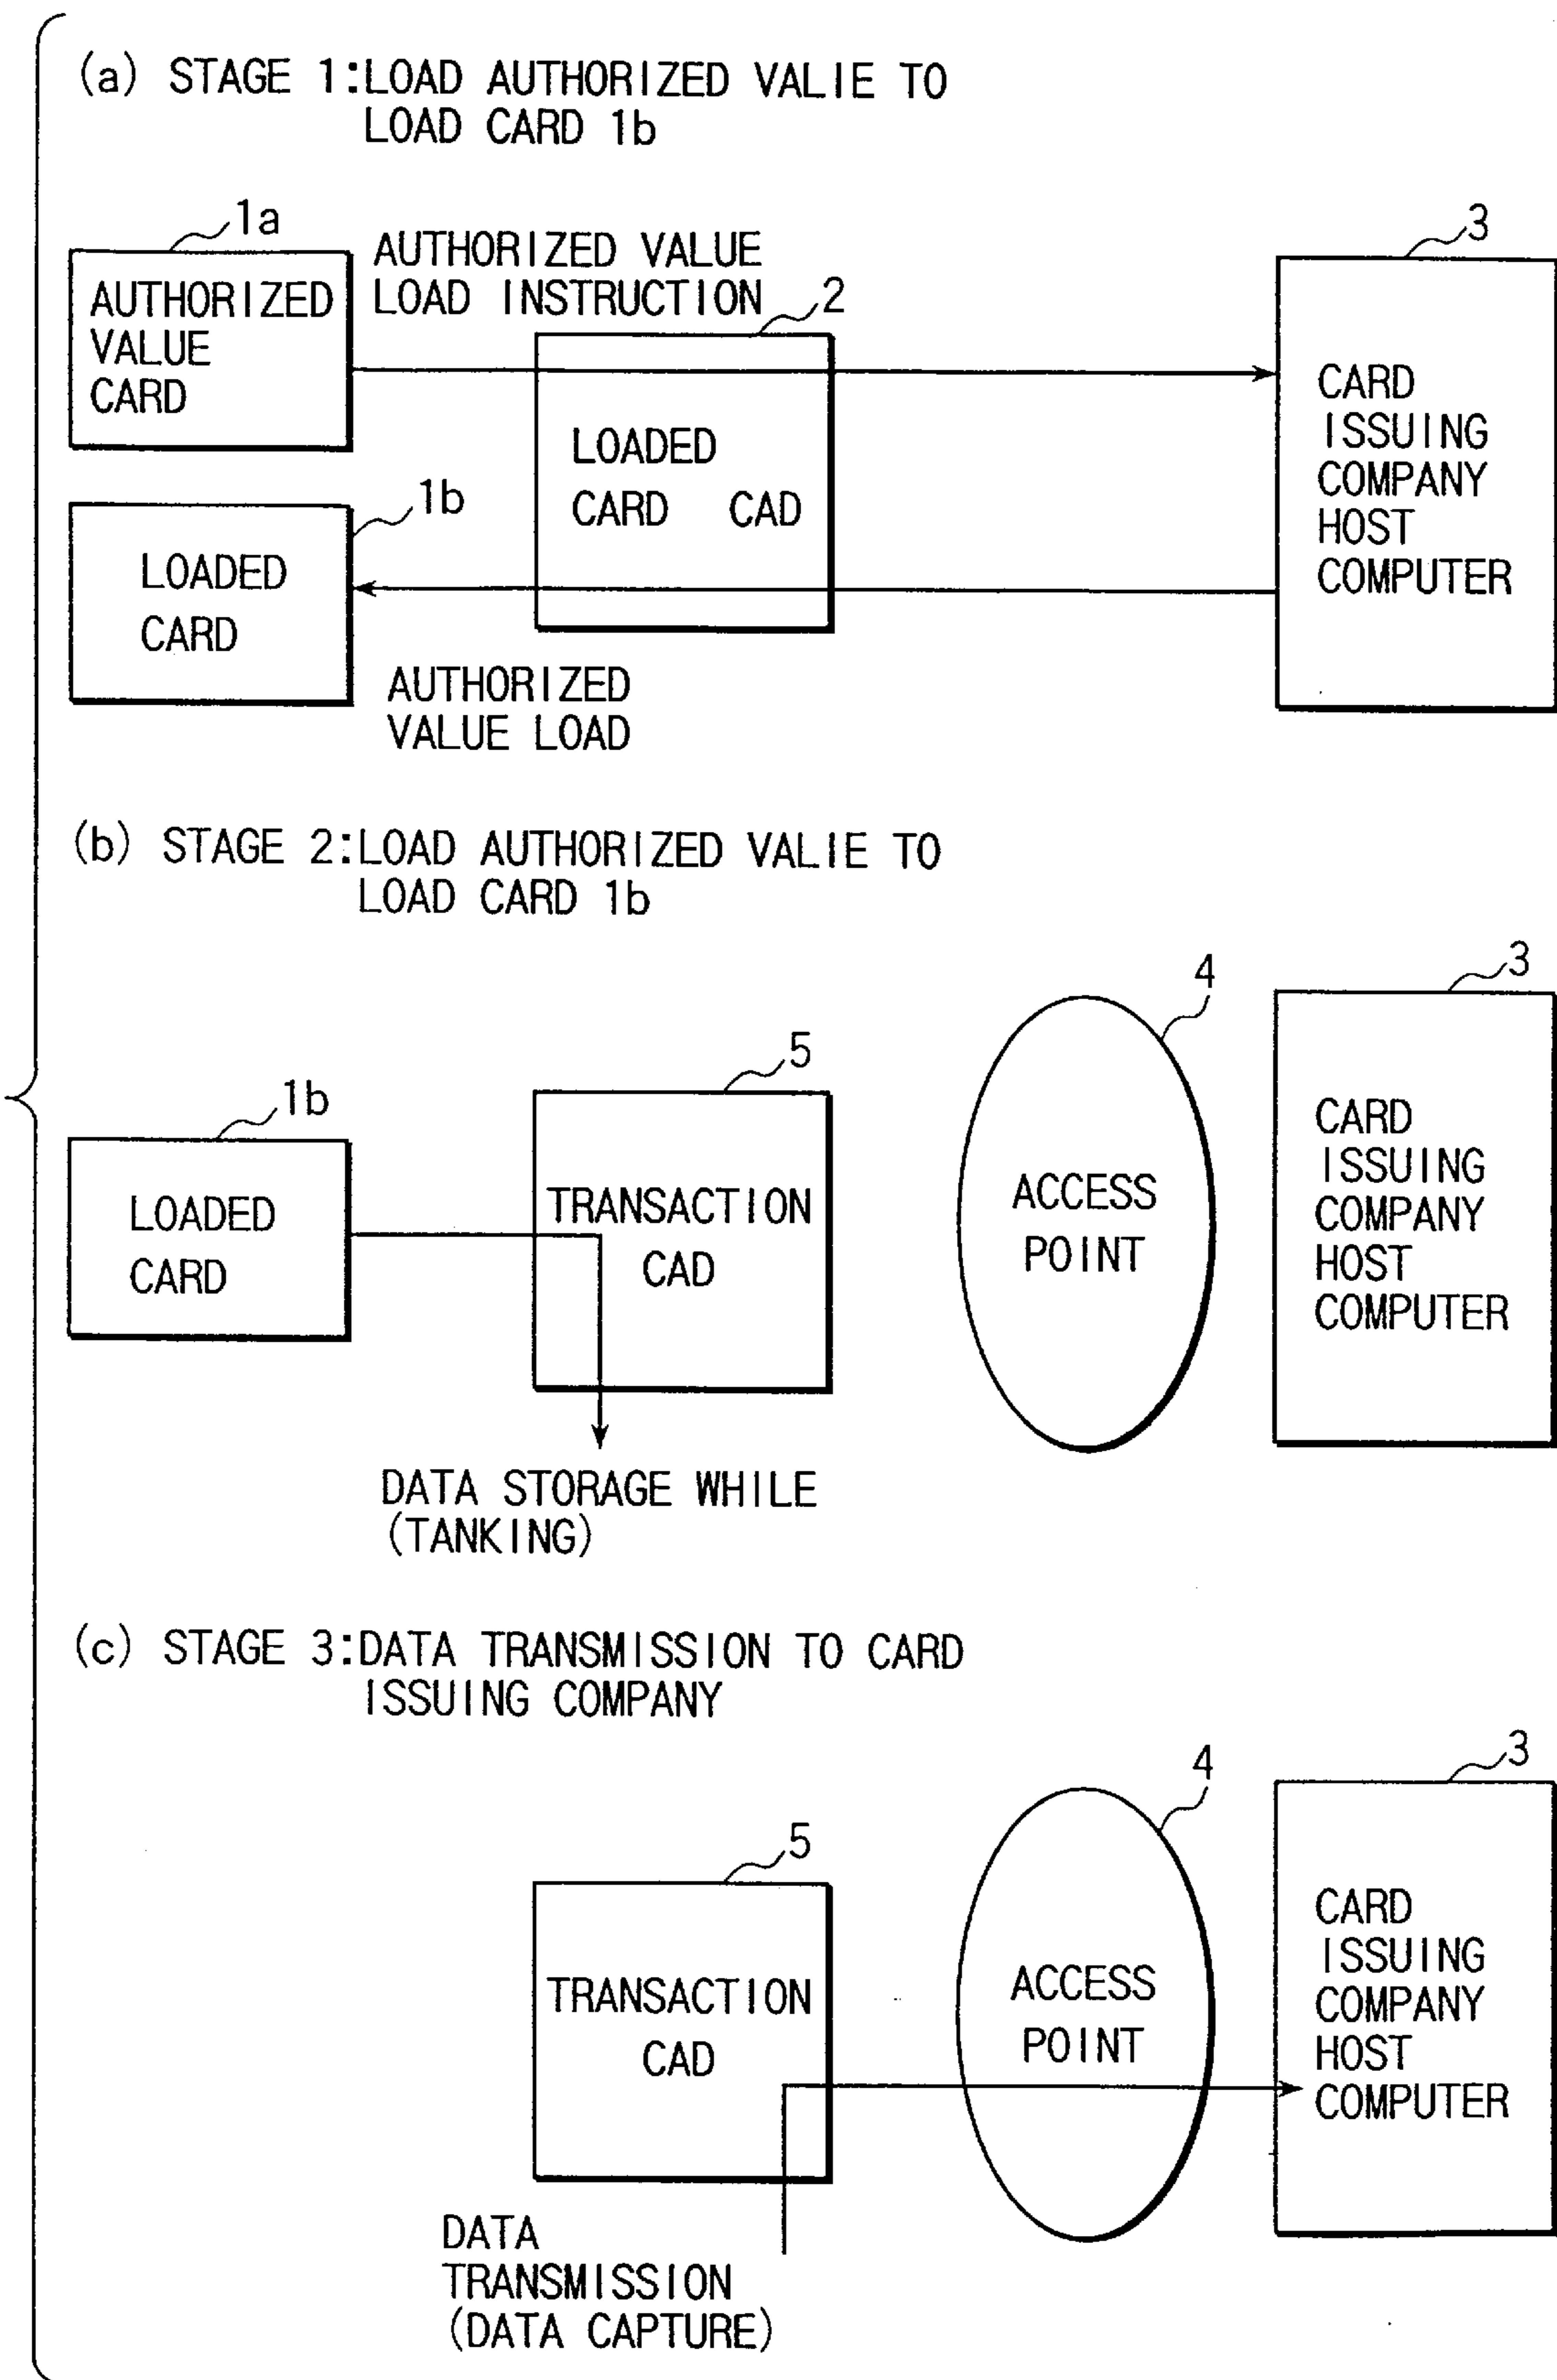 (a) STAGE 1:LOAD AUTHORIZED VALIE TO
LOAD CARD 1b
1a
AUTHORIZED
VALUE
CARD
AUTHORIZED VALUE
LOAD INSTRUCTION
2
LOADED
CARD CAD
3
CARD
ISSUING
COMPANY
HOST
COMPUTER
1b
LOADED
CARD
AUTHORIZED
VALUE LOAD
(b) STAGE 2:LOAD AUTHORIZED VALIE TO
LOAD CARD 1b
1b
LOADED
CARD
5
TRANSACTION
CAD
4
ACCESS
POINT
3
CARD
ISSUING
COMPANY
HOST
COMPUTER
DATA STORAGE WHILE
(TANKING)
(c) STAGE 3:DATA TRANSMISSION TO CARD
ISSUING COMPANY
5
TRANSACTION
CAD
4
ACCESS
POINT
3
CARD
ISSUING
COMPANY
HOST
COMPUTER
DATA
TRANSMISSION
(DATA CAPTURE)